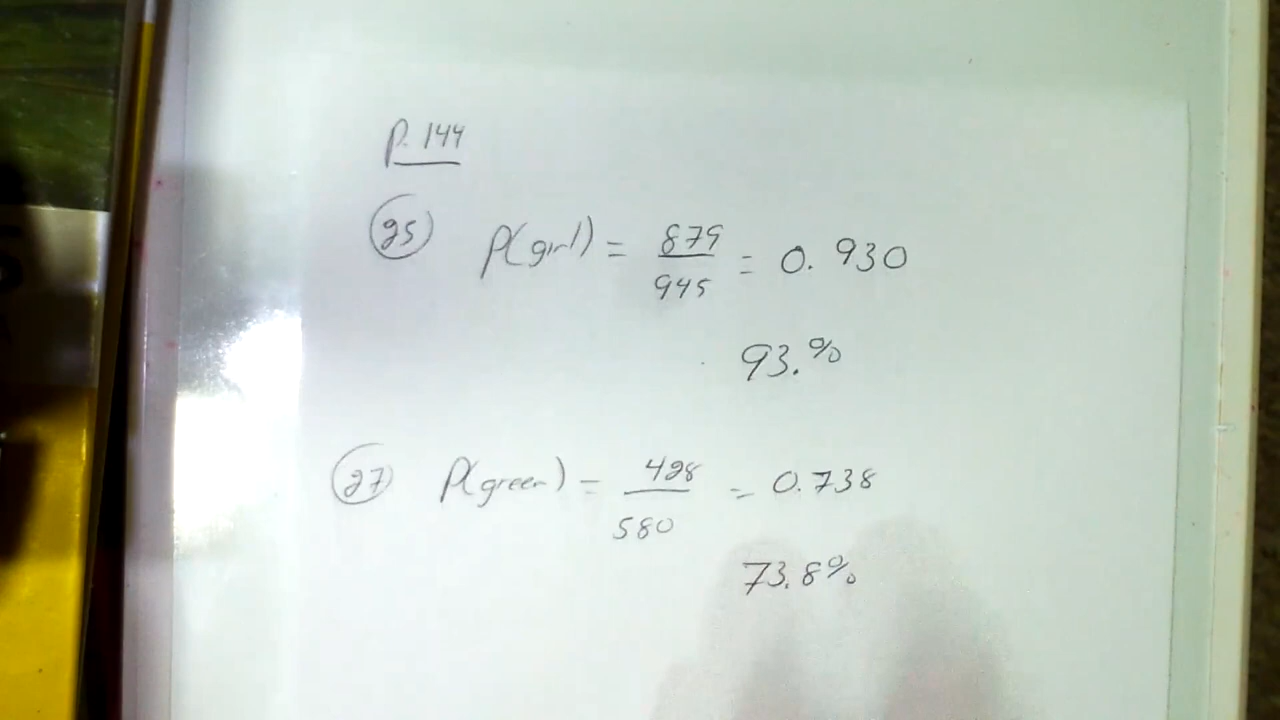 P. 144
25 P(girl) = 879/945 = 0.930
93.%
27 P(green) = 428/580 = 0.738
73.8%